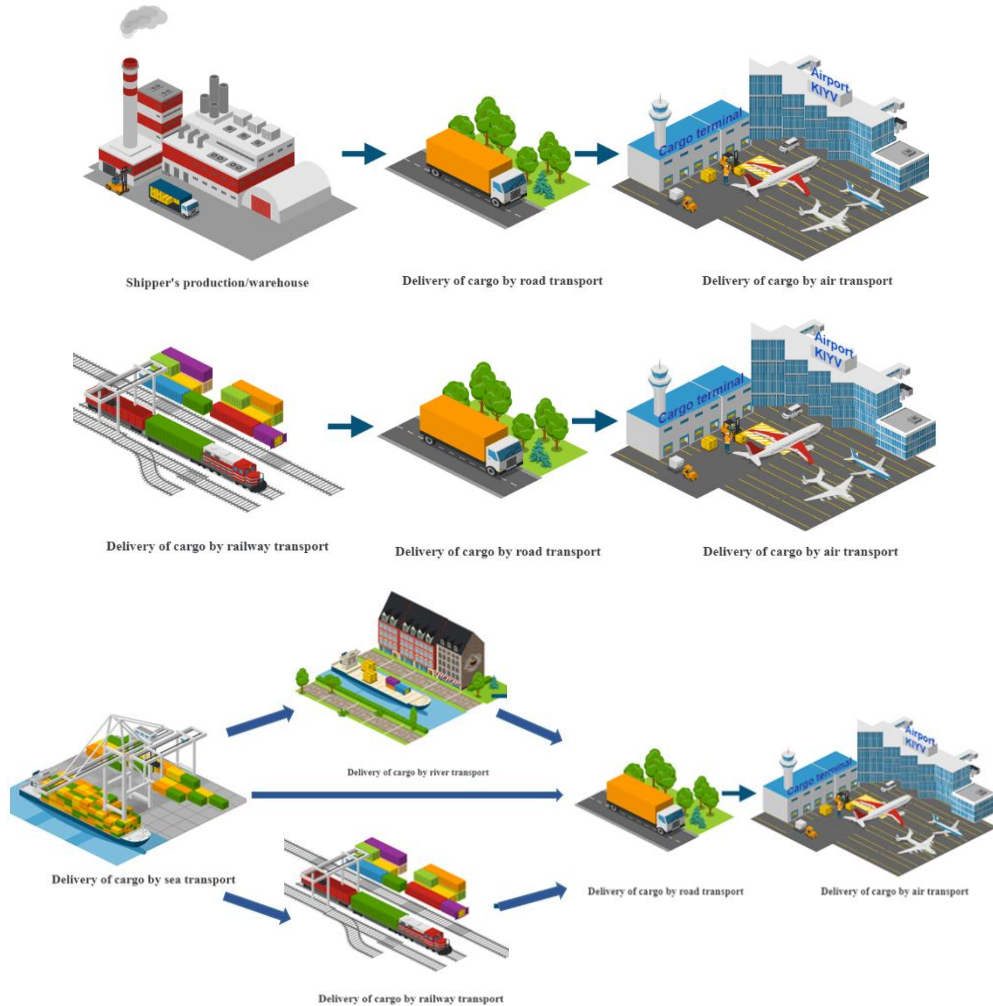 Airport
KIYV
Cargo terminal
Shipper's production/warehouse
Delivery of cargo by road transport
Delivery of cargo by air transport
Airport
KIYV
Cargo terminal
Delivery of cargo by railway transport
Delivery of cargo by road transport
Delivery of cargo by air transport
Delivery of cargo by river transport
Airport
KIYV
Cargo terminal
Delivery of cargo by sea transport
Delivery of cargo by road transport
Delivery of cargo by air transport
Delivery of cargo by railway transport